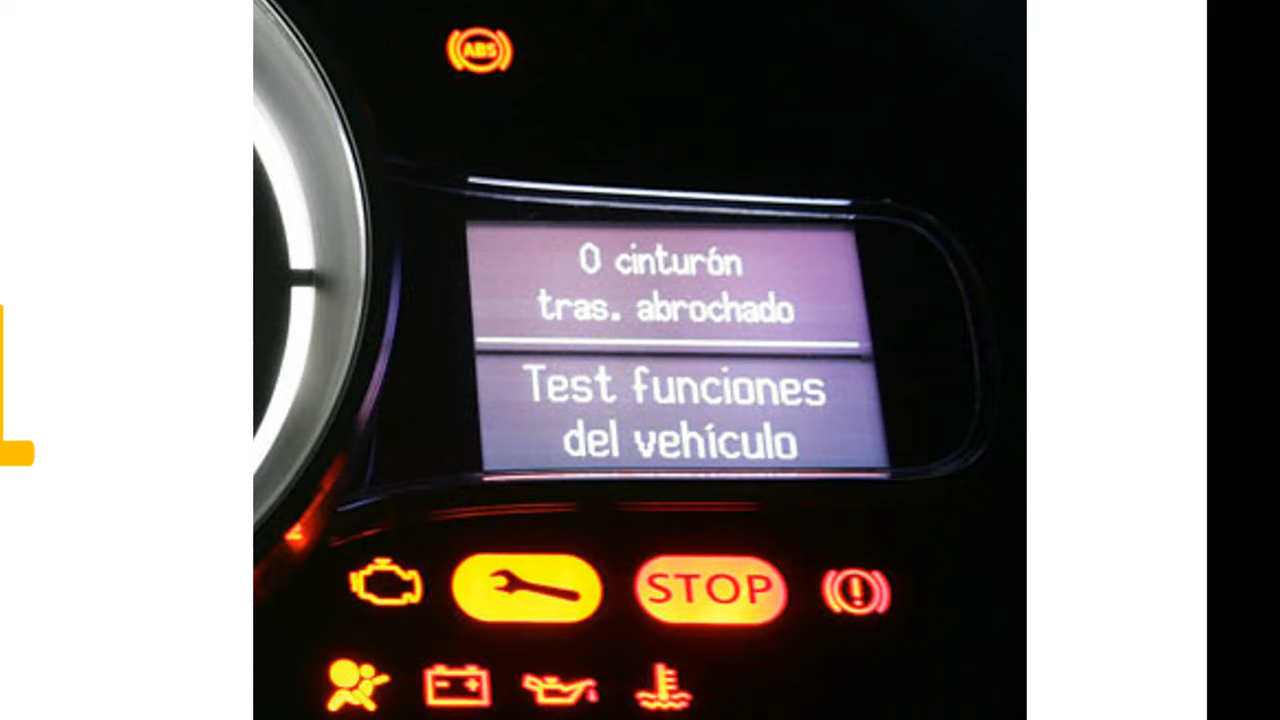 ABS
0 cinturón
tras. abrochado
Test funciones
del vehículo
STOP